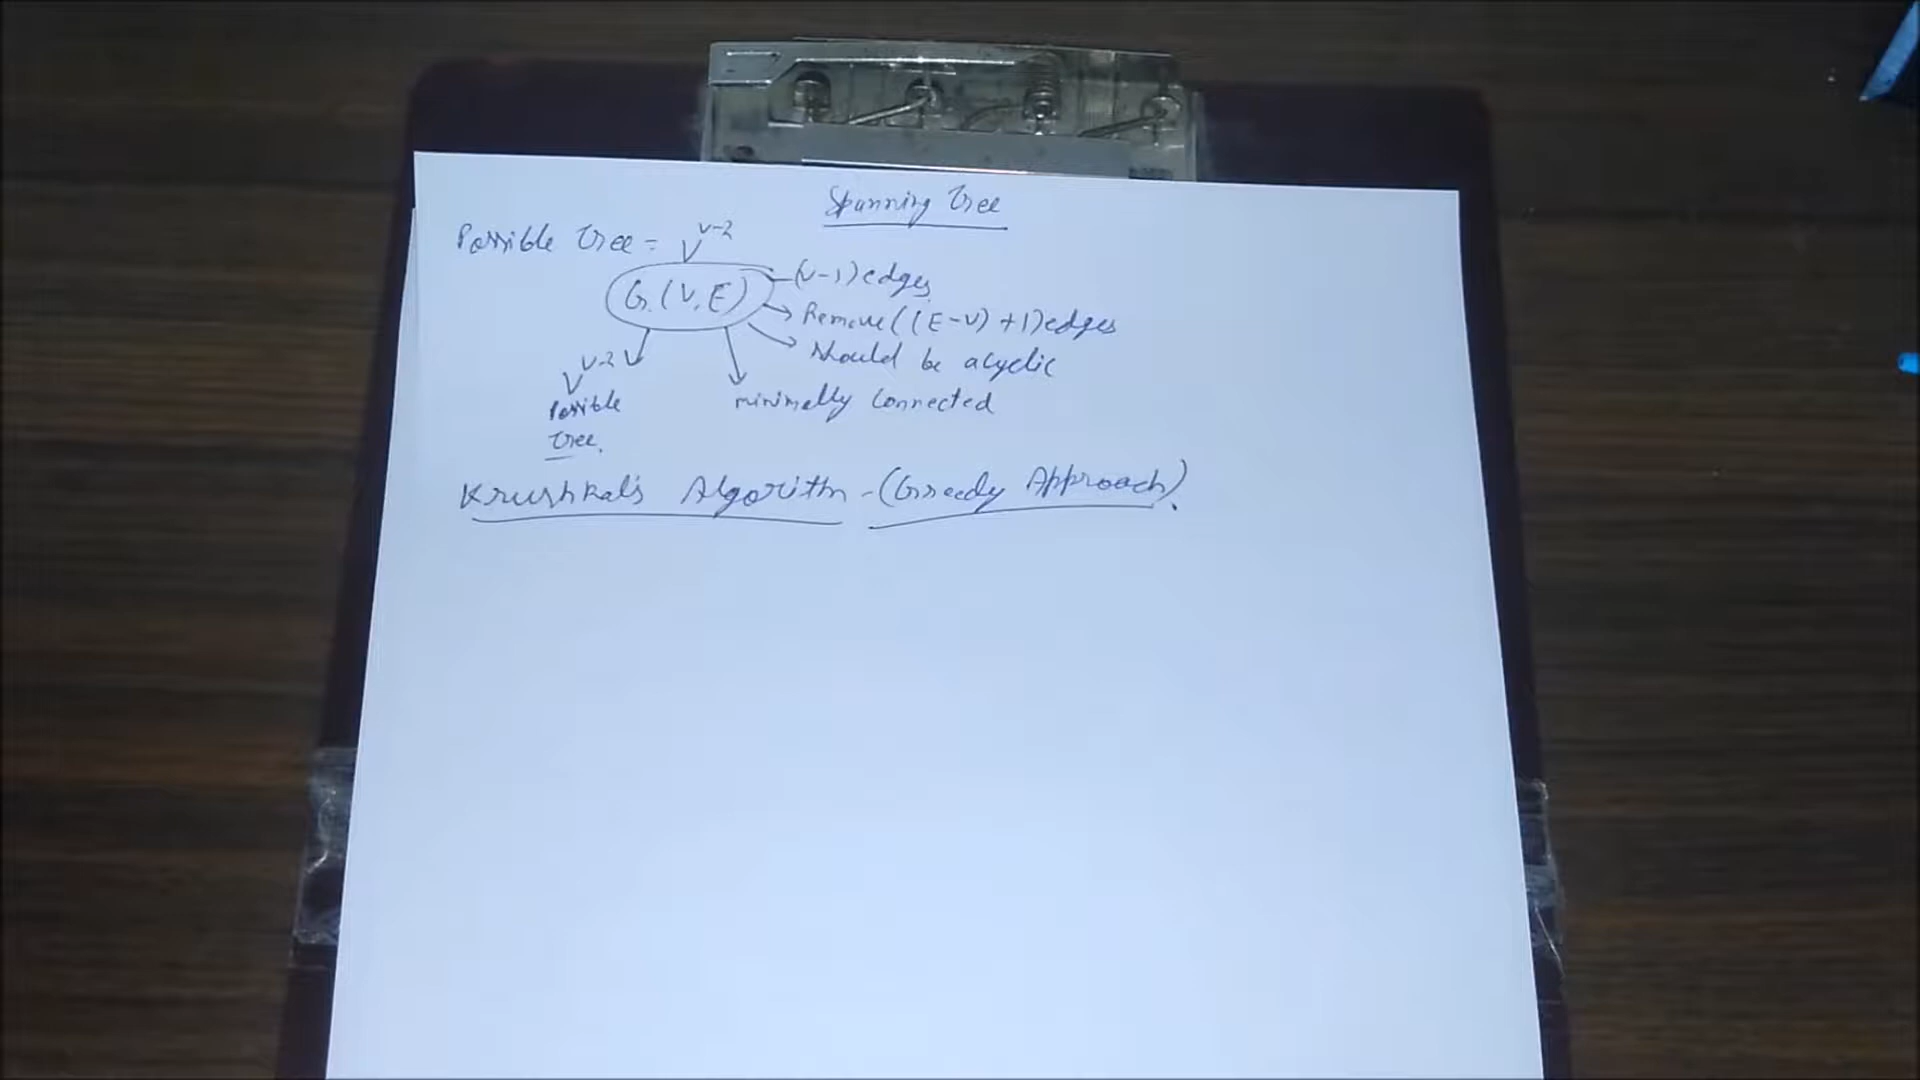 Spanning Tree
Possible Tree = V^v-2
G(V,E)
(v-1) edges
Remove ((E-V)+1) edges
Should be acyclic
minimally Connected
V^v-2
Possible
Tree.
Krushkal's Algorithm - (Greedy Approach).